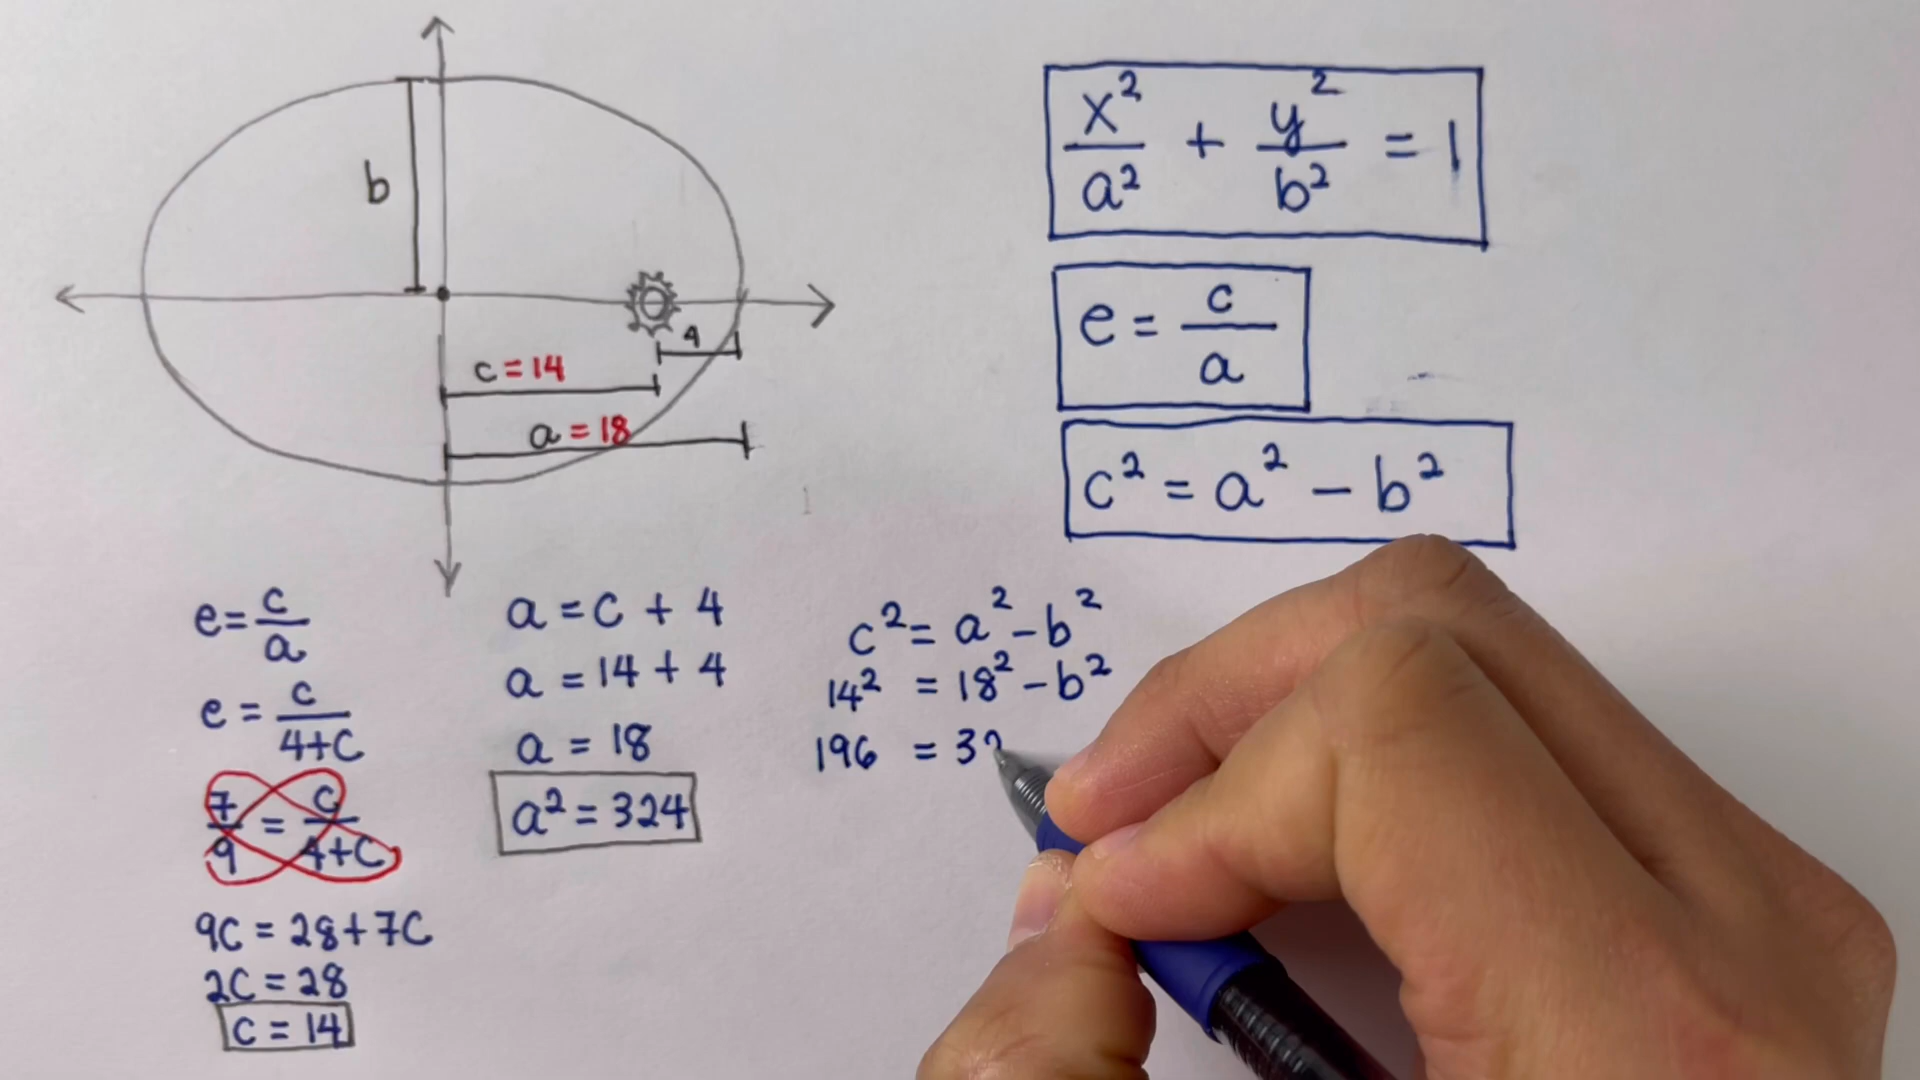 b
4
c = 14
a = 18
x²/a² + y²/b² = 1
e = c/a
c² = a² - b²
e = c/a
e = c/4+C
7/9 = c/4+C
9C = 28 + 7C
2C = 28
C = 14
a = C + 4
a = 14 + 4
a = 18
a² = 324
c² = a² - b²
14² = 18² - b²
196 = 32